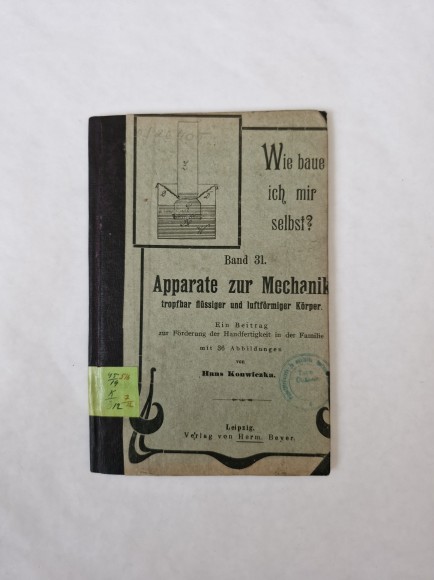 Wie baue
ich mir
selbst?
Band 31.
Apparate zur Mechanik
tropfbar flüssiger und luftförmiger Körper.
Ein Beitrag
zur Förderung der Handfertigkeit in der Familie
mit 36 Abbildungen
von
Hans Konwiczka.
Leipzig.
Verlag von Herm. Beyer.